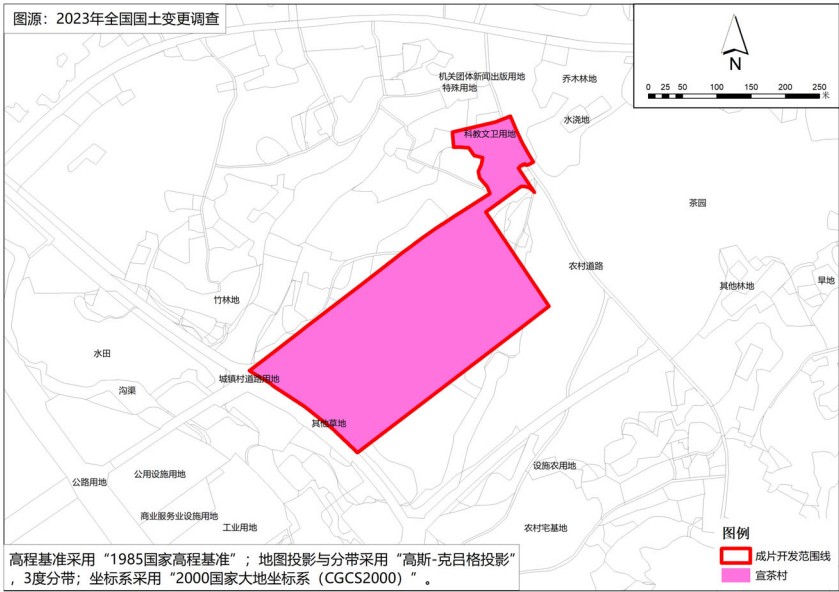 图源：2023年全国国土变更调查
N
0 25 50 100 150 200 250
米
机关团体新闻出版用地
特殊用地
乔木林地
水浇地
科教文卫用地
茶园
农村道路
其他林地
旱地
竹林地
水田
沟渠
城镇村道路用地
其他草地
公路用地
公用设施用地
设施农用地
商业服务业设施用地
工业用地
农村宅基地
图例
成片开发范围线
宣茶村
高程基准采用“1985国家高程基准”；地图投影与分带采用“高斯-克吕格投影”
，3度分带；坐标系采用“2000国家大地坐标系（CGCS2000）”。